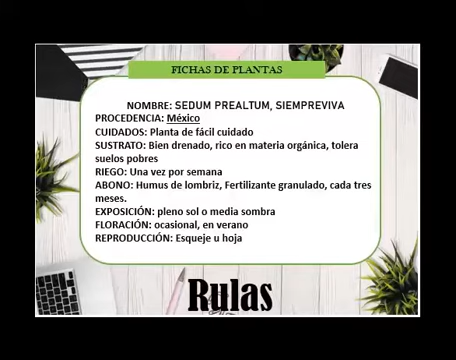 FICHAS DE PLANTAS
NOMBRE: SEDUM PREALTUM, SIEMPREVIVA
PROCEDENCIA: México
CUIDADOS: Planta de fácil cuidado
SUSTRATO: Bien drenado, rico en materia orgánica, tolera
suelos pobres
RIEGO: Una vez por semana
ABONO: Humus de lombriz, Fertilizante granulado, cada tres
meses.
EXPOSICIÓN: pleno sol o media sombra
FLORACIÓN: ocasional, en verano
REPRODUCCIÓN: Esqueje u hoja
Rulas